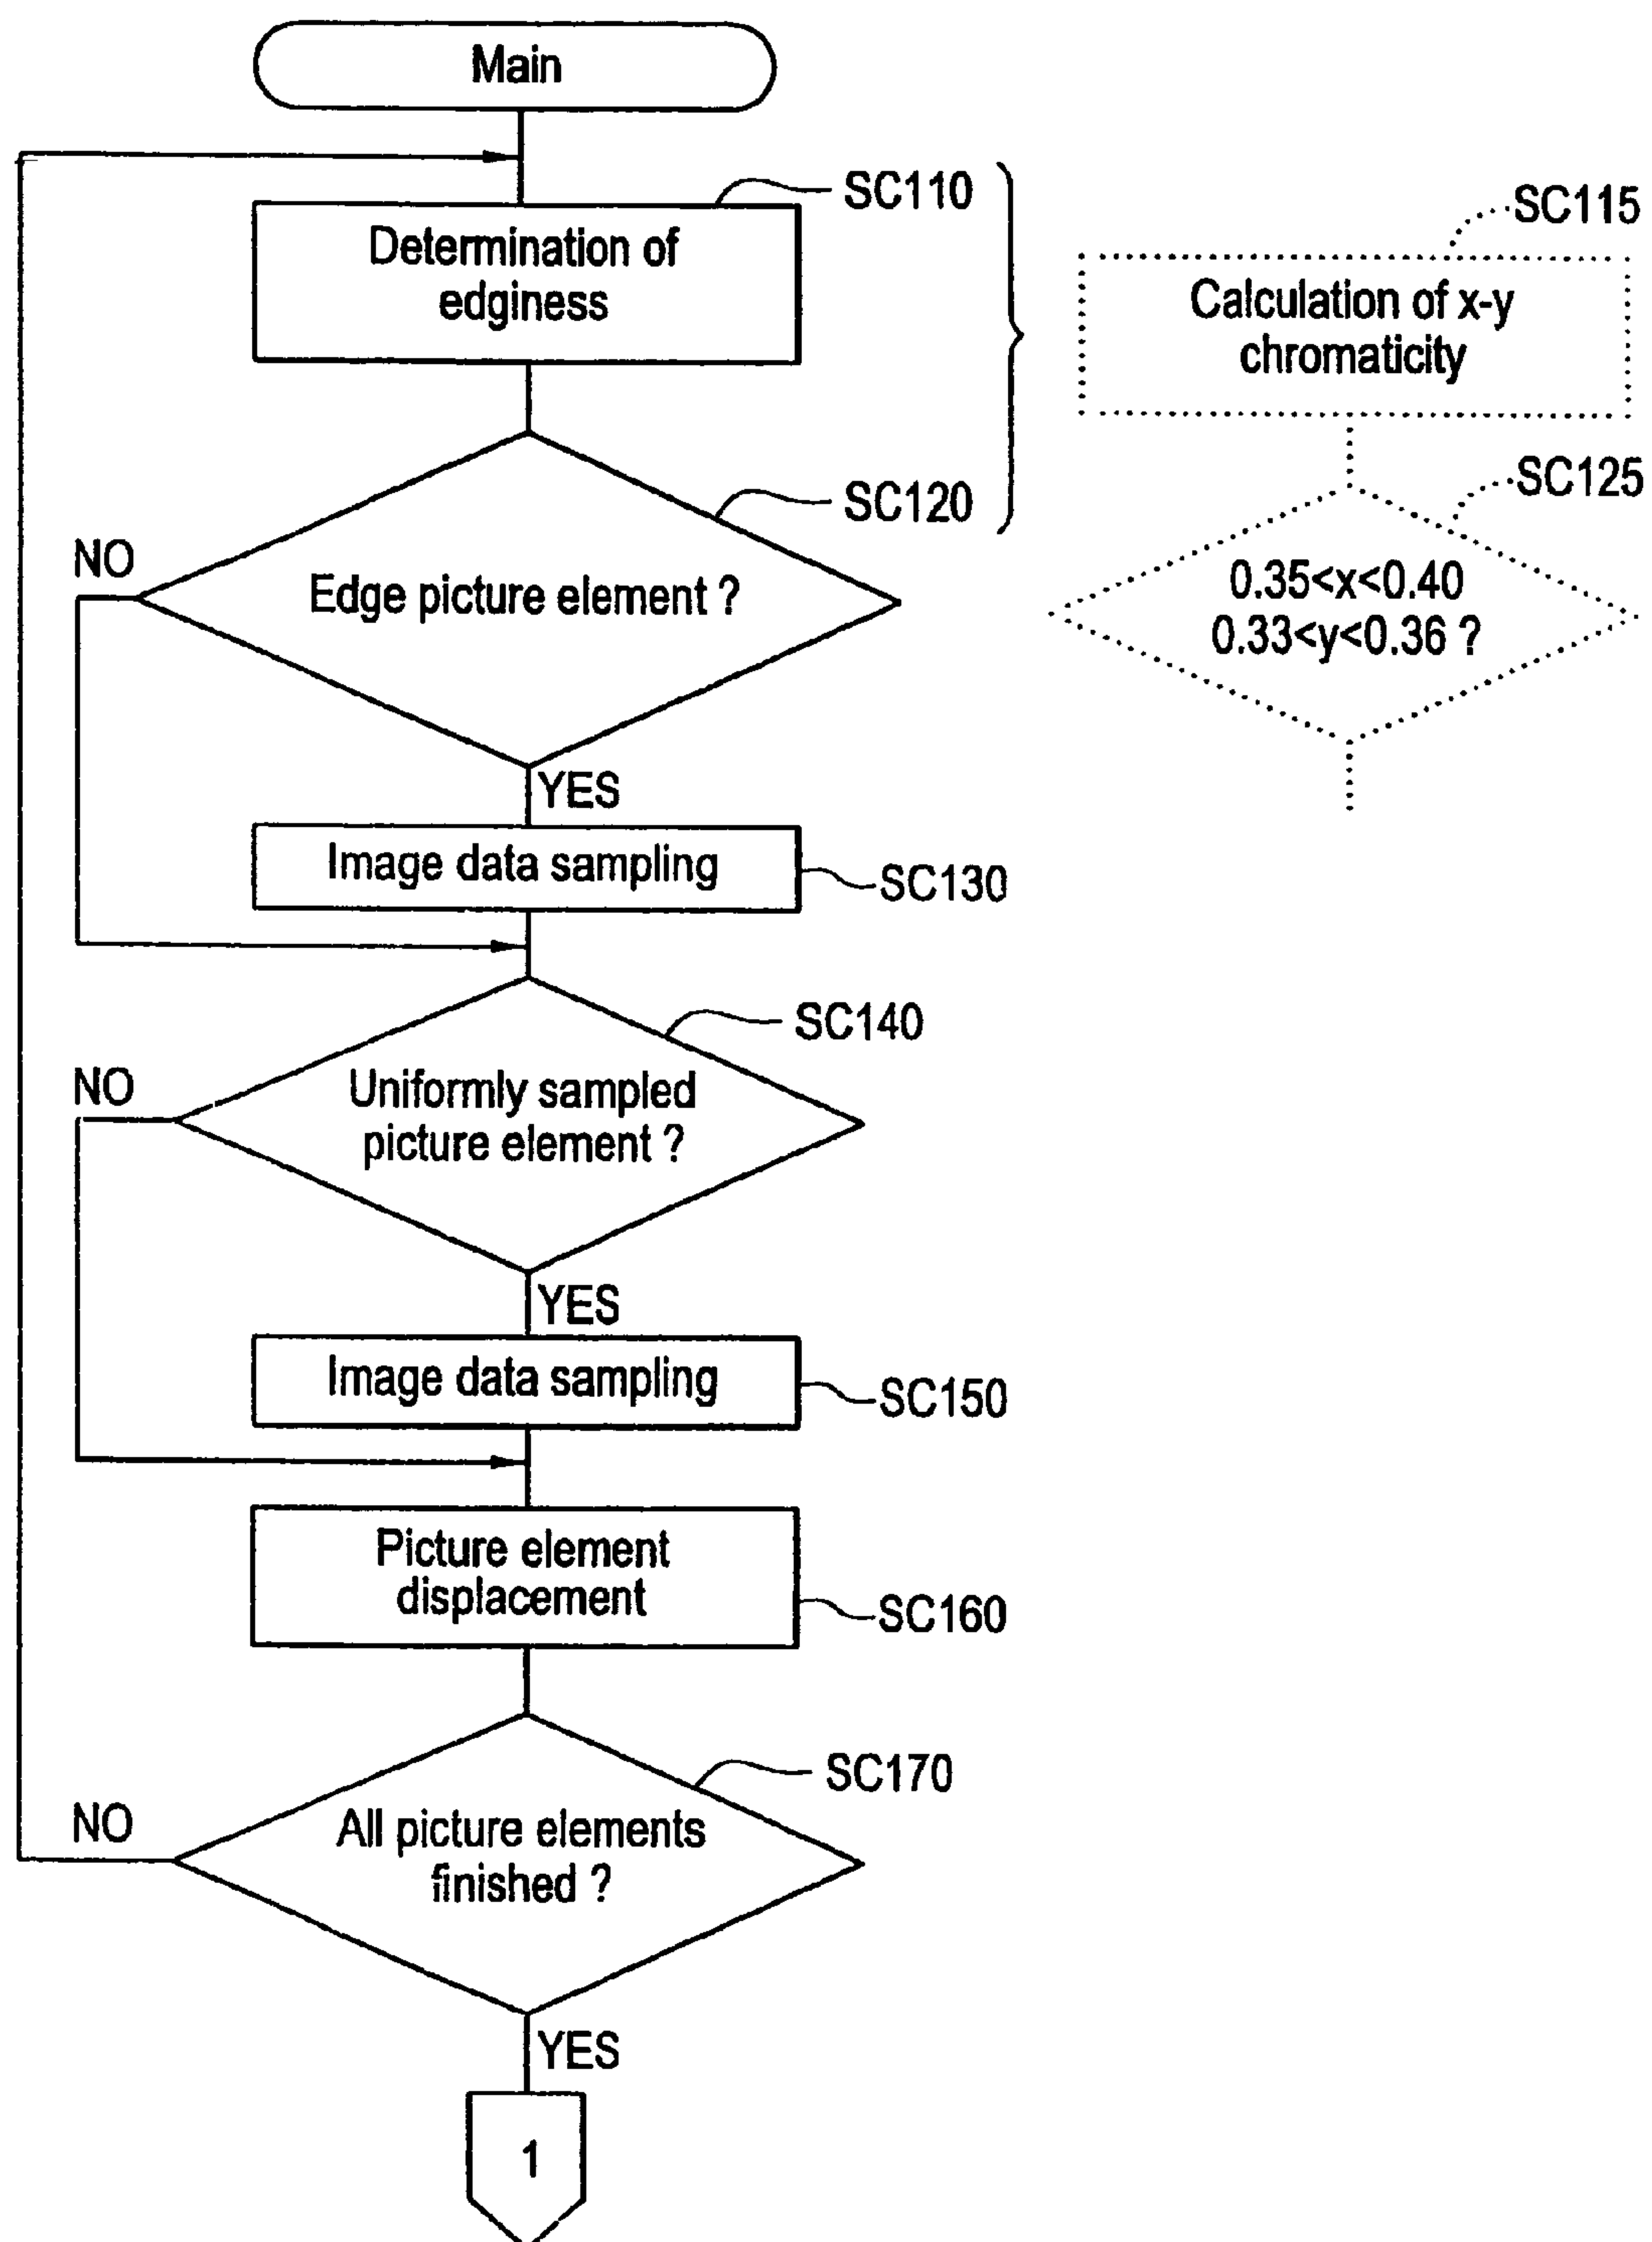 Main
SC110
Determination of
edginess
SC115
Calculation of x-y
chromaticity
SC120
NO
Edge picture element ?
SC125
0.35<x<0.40
0.33<y<0.36 ?
YES
Image data sampling
SC130
SC140
NO
Uniformly sampled
picture element ?
YES
Image data sampling
SC150
Picture element
displacement
SC160
SC170
NO
All picture elements
finished ?
YES
1